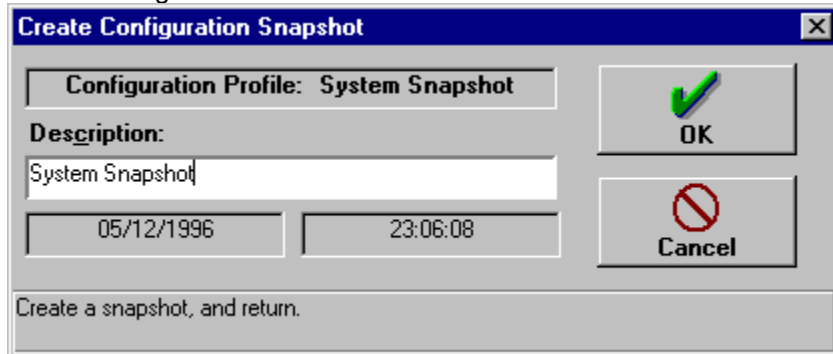 Create Configuration Snapshot
Configuration Profile: System Snapshot
OK
Description:
System Snapshot
05/12/1996 23:06:08
Cancel
Create a snapshot, and return.